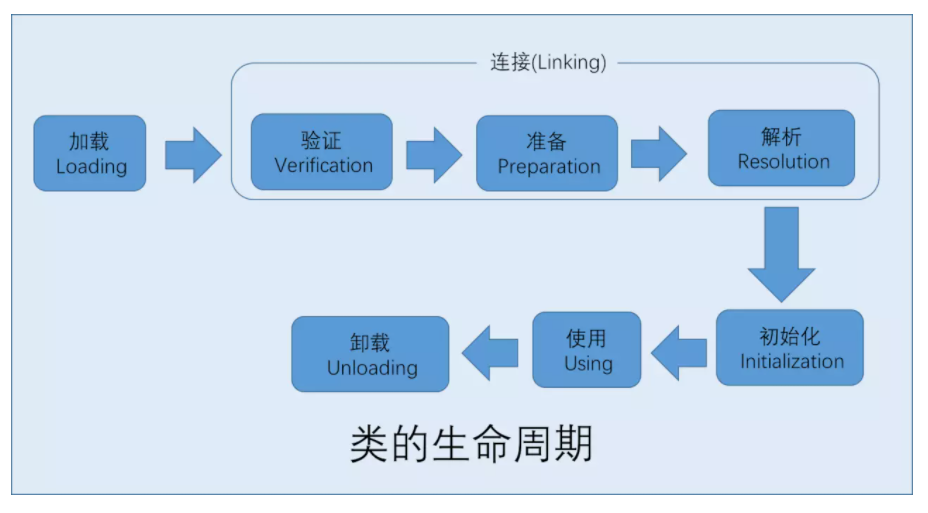 连接(Linking)
加载
Loading
验证
Verification
准备
Preparation
解析
Resolution
初始化
Initialization
使用
Using
卸载
Unloading
类的生命周期